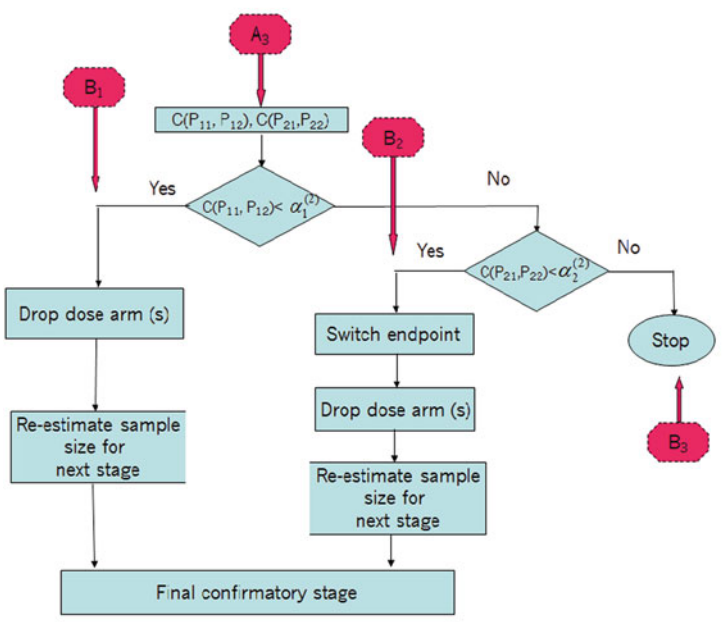 A₃
B₁
C(P₁₁, P₁₂), C(P₂₁,P₂₂)
B₂
Yes
No
C(P₁₁, P₁₂)< α₁⁽²⁾
Yes
No
C(P₂₁,P₂₂)<α₂⁽²⁾
Drop dose arm (s)
Switch endpoint
Stop
Drop dose arm (s)
Re-estimate sample
size for
next stage
B₃
Re-estimate sample
size for
next stage
Final confirmatory stage